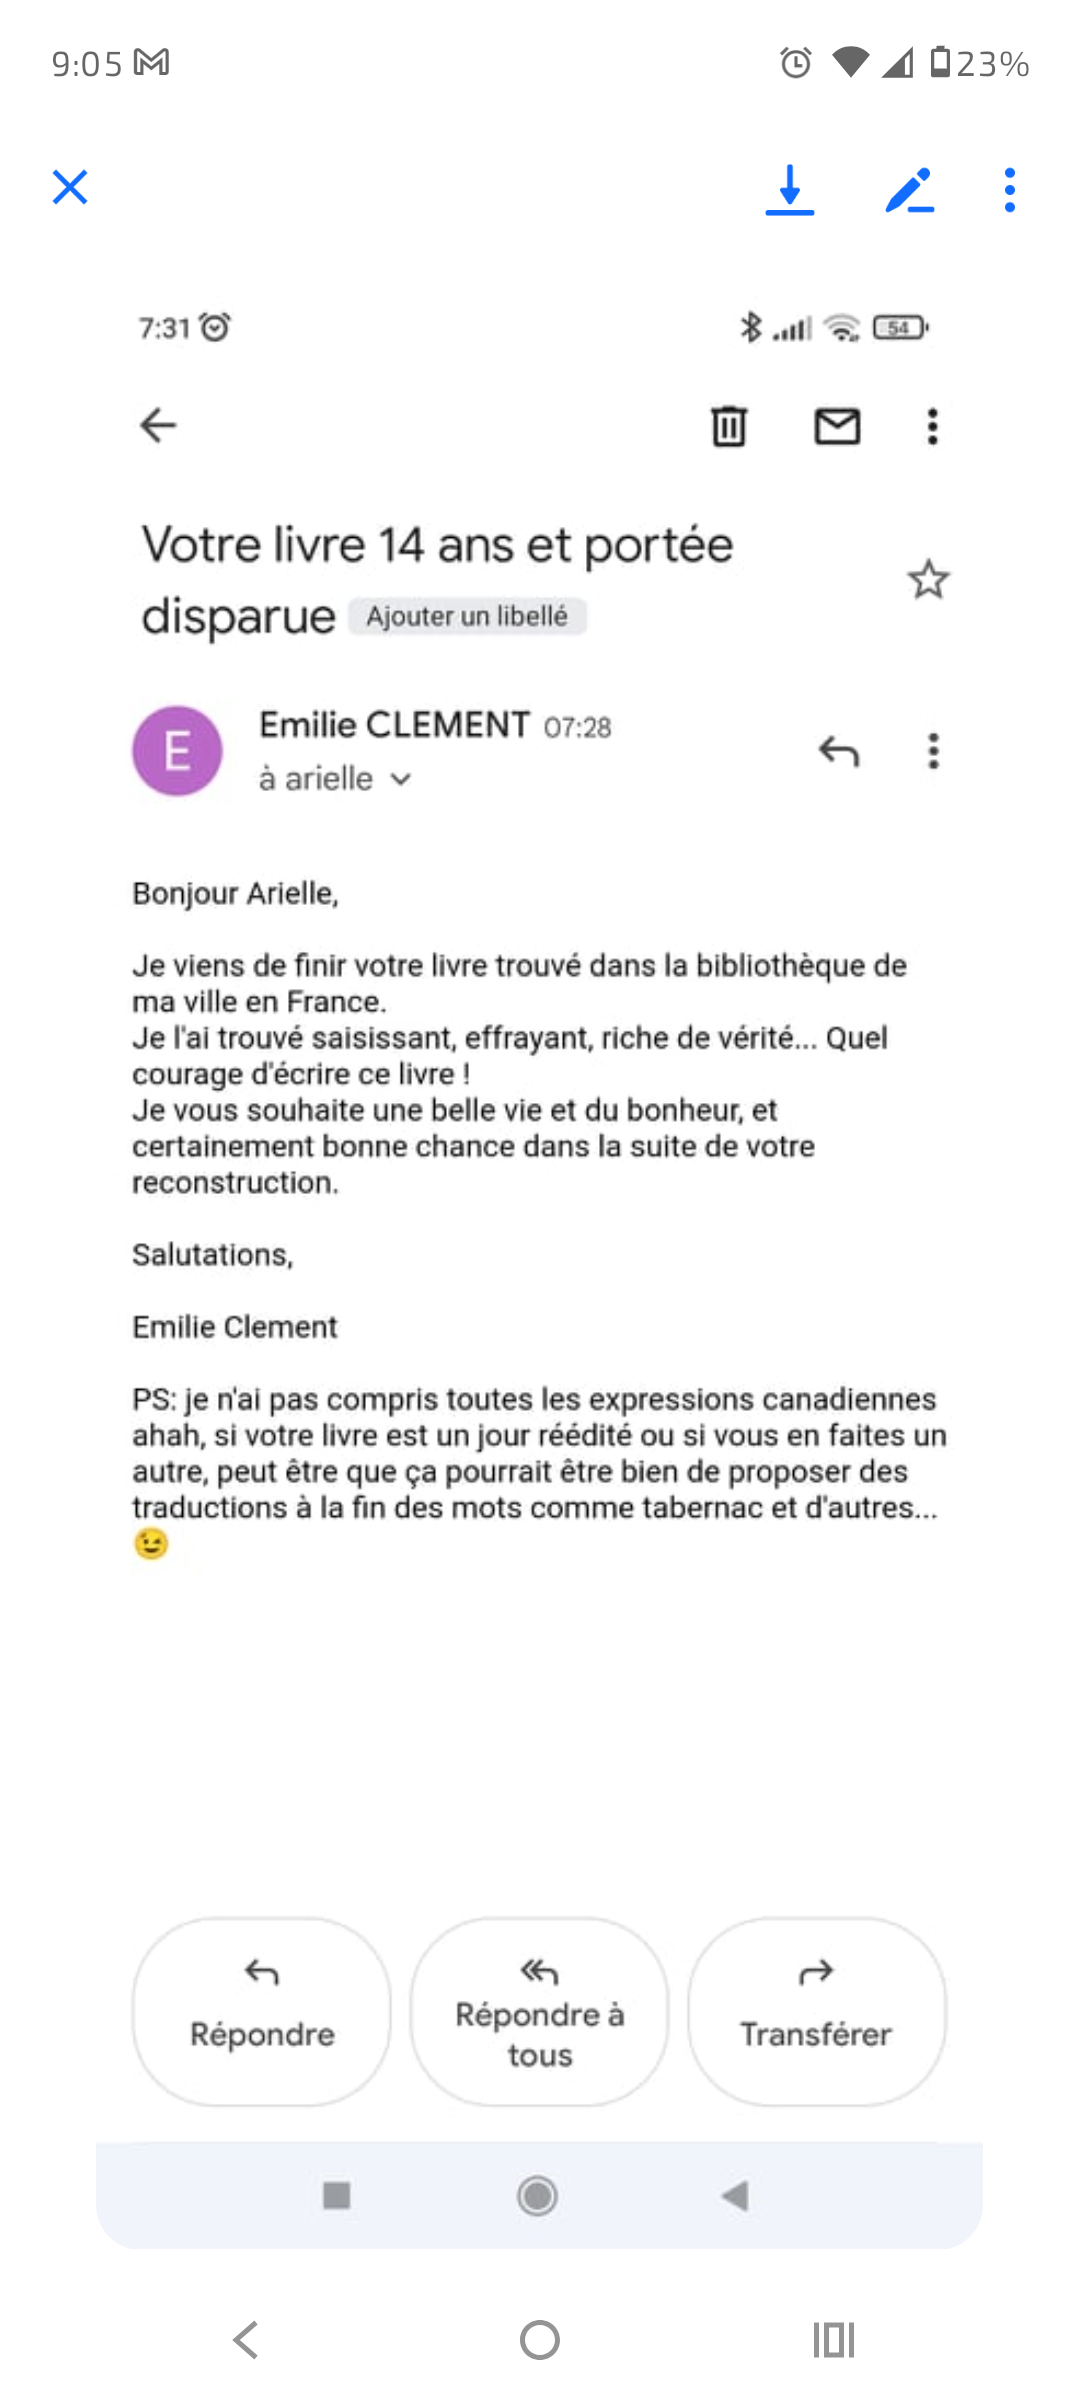 9:05
23%
7:31
54
Votre livre 14 ans et portée
disparue Ajouter un libellé
E
Emilie CLEMENT 07:28
à arielle
Bonjour Arielle,
Je viens de finir votre livre trouvé dans la bibliothèque de
ma ville en France.
Je l'ai trouvé saisissant, effrayant, riche de vérité... Quel
courage d'écrire ce livre !
Je vous souhaite une belle vie et du bonheur, et
certainement bonne chance dans la suite de votre
reconstruction.
Salutations,
Emilie Clement
PS: je n'ai pas compris toutes les expressions canadiennes
ahah, si votre livre est un jour réédité ou si vous en faites un
autre, peut être que ça pourrait être bien de proposer des
traductions à la fin des mots comme tabernac et d'autres...
😉
Répondre
Répondre à
tous
Transférer